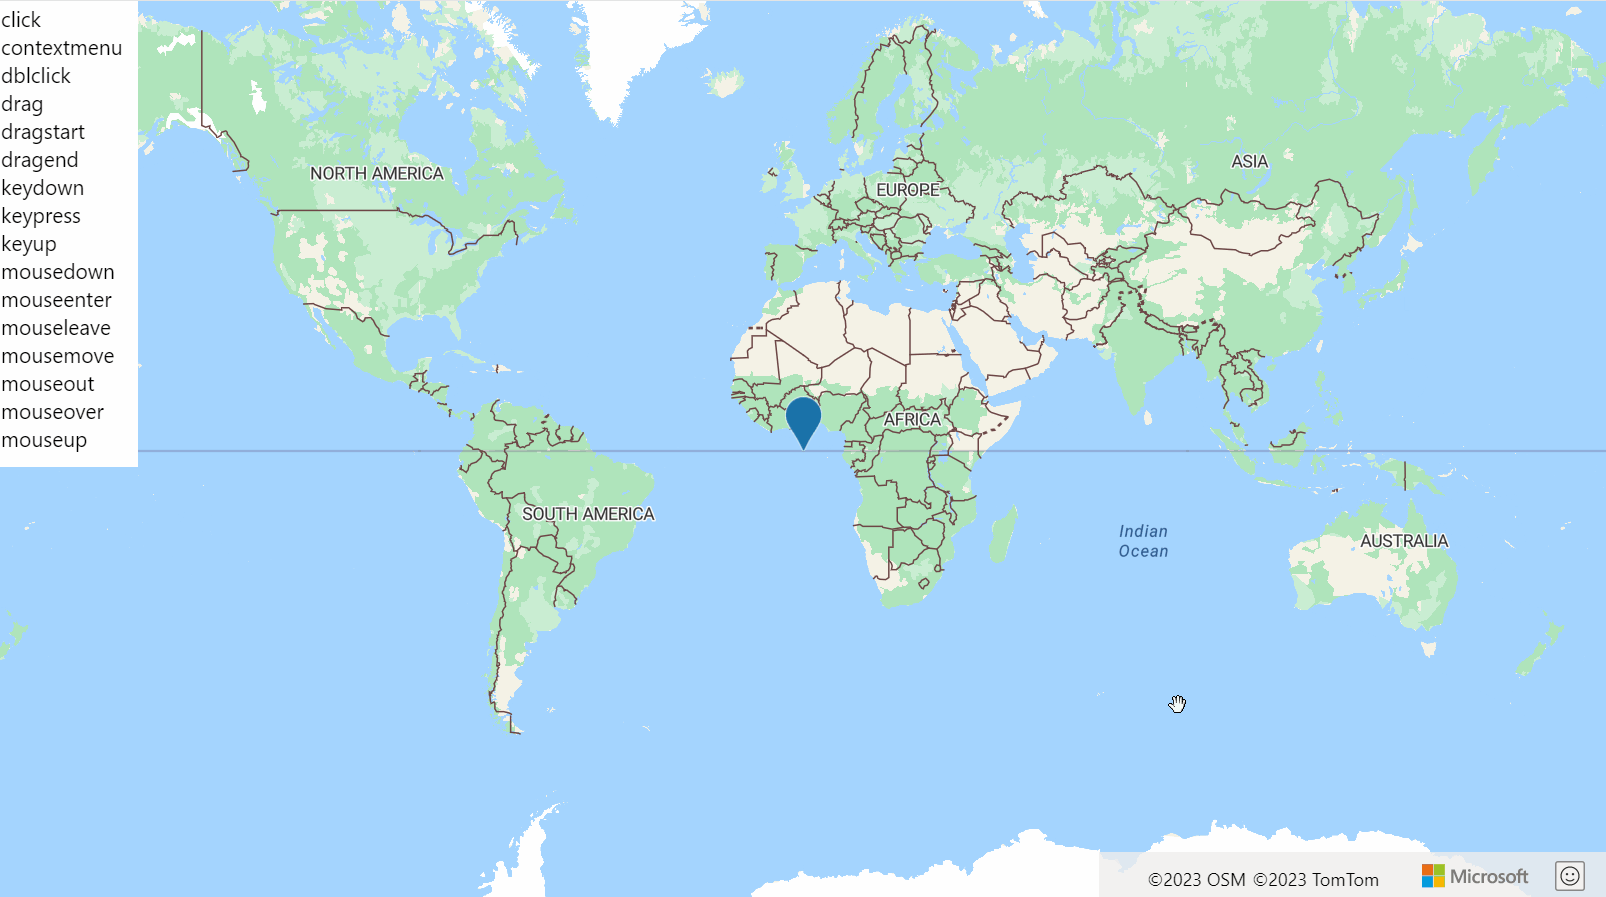 click
contextmenu
dblclick
drag
dragstart
dragend
keydown
keypress
keyup
mousedown
mouseenter
mouseleave
mousemove
mouseout
mouseover
mouseup
NORTH AMERICA
EUROPE
ASIA
AFRICA
SOUTH AMERICA
Indian
Ocean
AUSTRALIA
©2023 OSM ©2023 TomTom
Microsoft